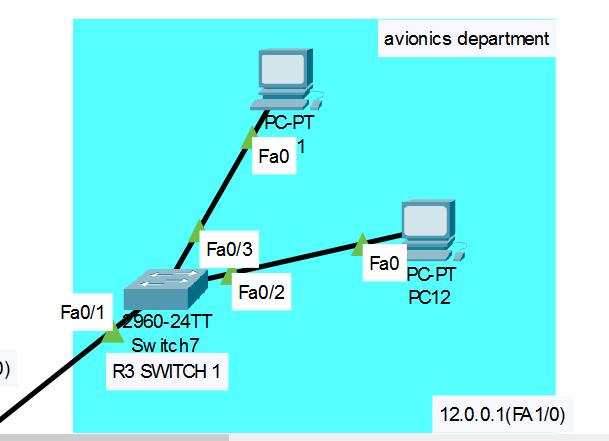 avionics department
PC-PT
1
Fa0
Fa0/3
Fa0
PC-PT
PC12
Fa0/2
Fa0/1
2960-24TT
Switch7
R3 SWITCH 1
0)
12.0.0.1(FA1/0)